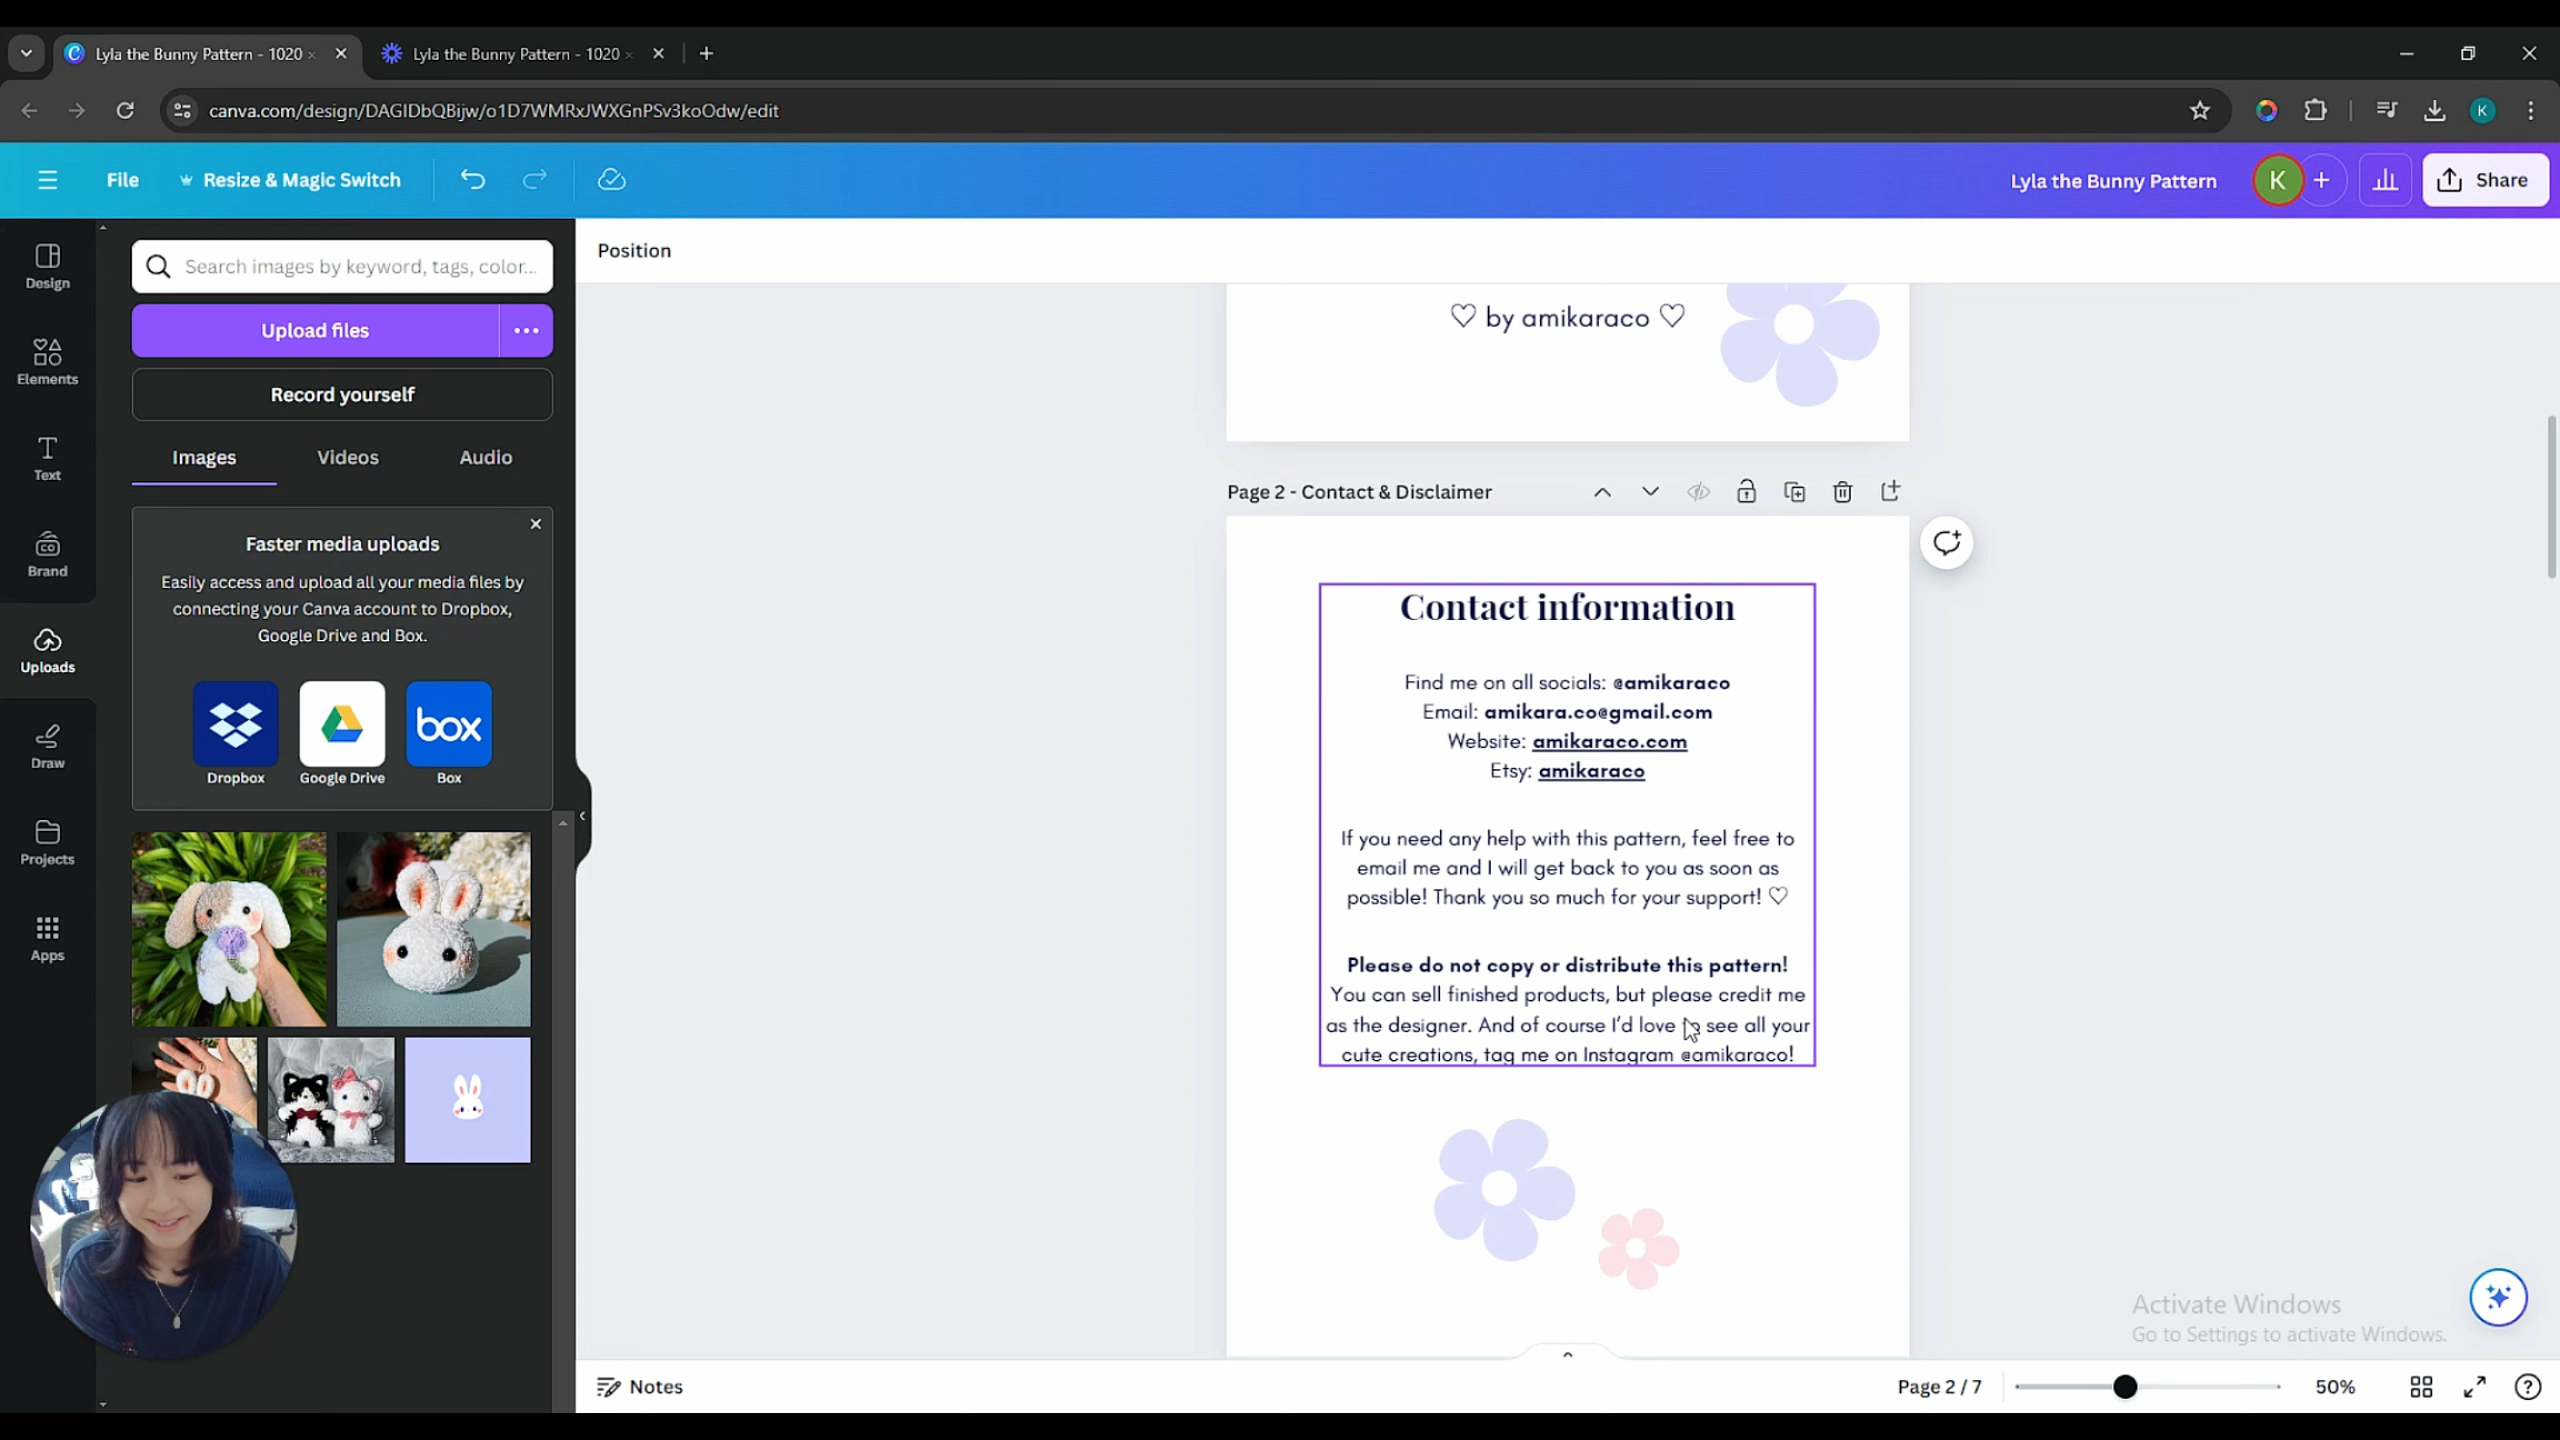 Lyla the Bunny Pattern - 1020
Lyla the Bunny Pattern - 1020
canva.com/design/DAGIDbQBijw/o1D7WMRxJWXGnPSv3koOdw/edit
K
File
Resize & Magic Switch
Lyla the Bunny Pattern
K
Share
Design
Elements
Text
Brand
Uploads
Draw
Projects
Apps
Search images by keyword, tags, color...
Upload files
Record yourself
Images
Videos
Audio
Faster media uploads
Easily access and upload all your media files by
connecting your Canva account to Dropbox,
Google Drive and Box.
box
Dropbox
Google Drive
Box
Position
♡ by amikaraco ♡
Page 2 - Contact & Disclaimer
Contact information
Find me on all socials: @amikaraco
Email: amikara.co@gmail.com
Website: amikaraco.com
Etsy: amikaraco
If you need any help with this pattern, feel free to
email me and I will get back to you as soon as
possible! Thank you so much for your support! ♡
Please do not copy or distribute this pattern!
You can sell finished products, but please credit me
as the designer. And of course I'd love to see all your
cute creations, tag me on Instagram @amikaraco!
Activate Windows
Go to Settings to activate Windows.
Notes
Page 2 / 7
50%